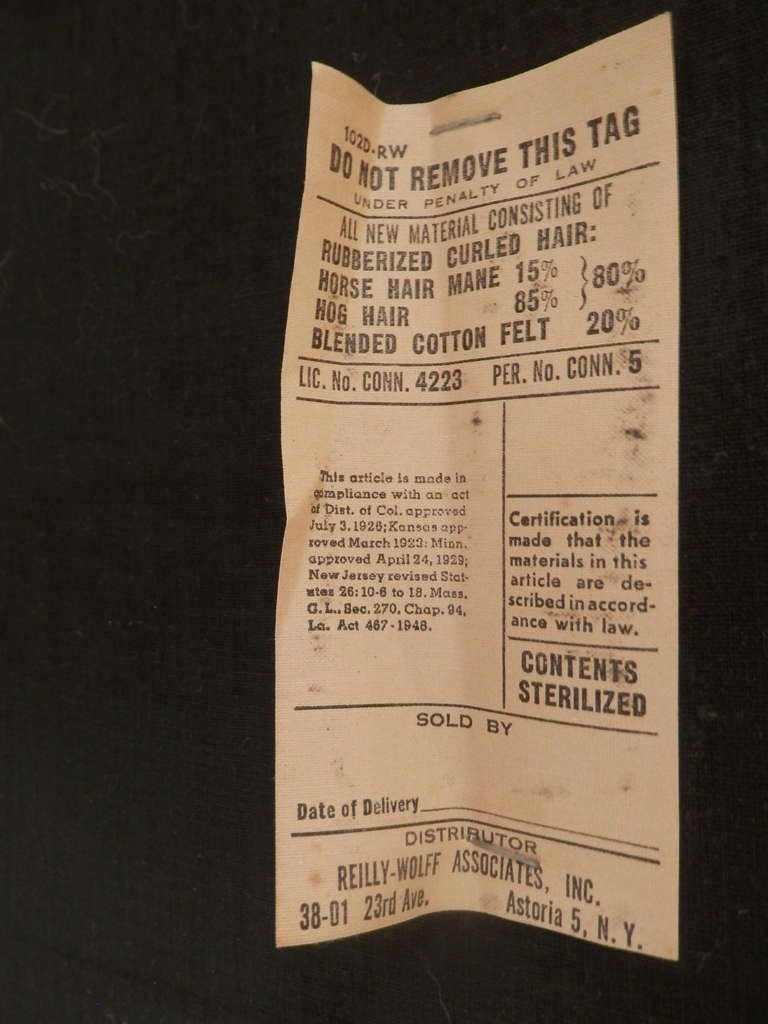 102D-RW
DO NOT REMOVE THIS TAG
UNDER PENALTY OF LAW
ALL NEW MATERIAL CONSISTING OF
RUBBERIZED CURLED HAIR:
HORSE HAIR MANE 15% } 80%
HOG HAIR 85%
BLENDED COTTON FELT 20%
LIC. No. CONN. 4223 PER. No. CONN. 5
This article is made in
compliance with an act
of Dist. of Col. approved
July 3, 1926; Kansas app-
roved March 1923: Minn.
approved April 24, 1929;
New Jersey revised Stat-
utes 26:10-6 to 18. Mass.
G. L., Sec. 270, Chap. 94,
La. Act 467-1948.
Certification is
made that the
materials in this
article are de-
scribed in accord-
ance with law.
CONTENTS
STERILIZED
SOLD BY
Date of Delivery
DISTRIBUTOR
REILLY-WOLFF ASSOCIATES, INC.
38-01 23rd Ave. Astoria 5, N. Y.